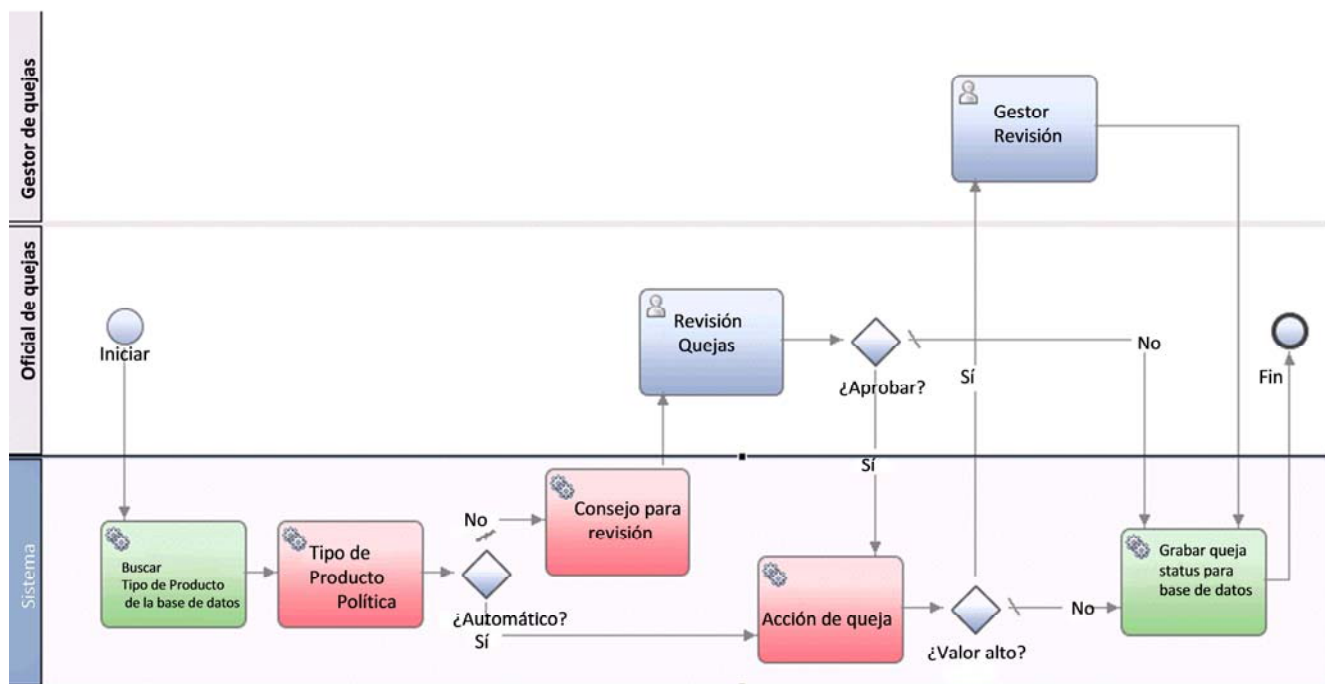 Gestor de quejas
Gestor
Revisión
Oficial de quejas
Iniciar
Revisión
Quejas
¿Aprobar?
No
Sí
Fin
Sistema
Buscar
Tipo de Producto
de la base de datos
Tipo de
Producto
Política
No
¿Automático?
Sí
Consejo para
revisión
Sí
Acción de queja
¿Valor alto?
No
Grabar queja
status para
base de datos